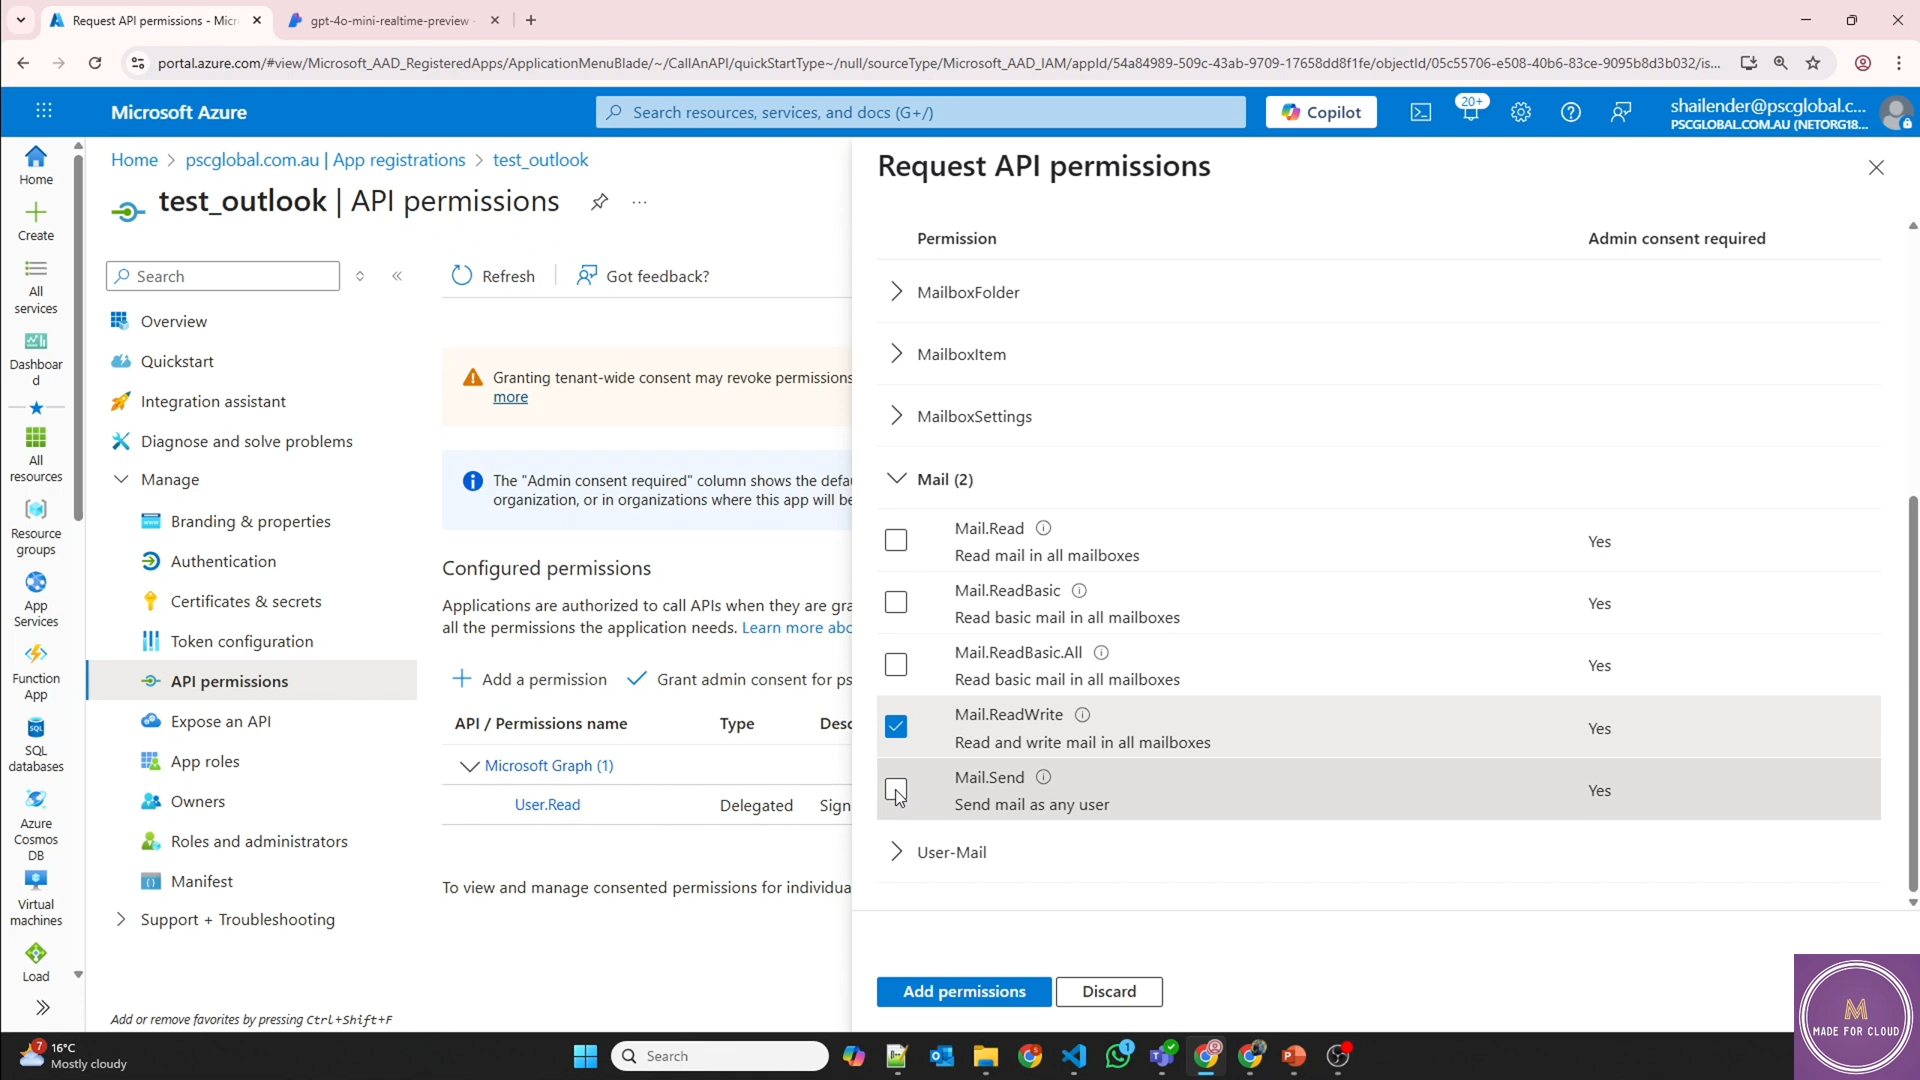 Request API permissions - Micr
gpt-4o-mini-realtime-preview
portal.azure.com/#view/Microsoft_AAD_RegisteredApps/ApplicationMenuBlade/~/CallAnAPI/quickStartType~/null/sourceType/Microsoft_AAD_IAM/appId/54a84989-509c-43ab-9709-17658dd8f1fe/objectId/05c55706-e508-40b6-83ce-9095b8d3b032/is...
Microsoft Azure
Search resources, services, and docs (G+/)
Copilot
20+
shailender@pscglobal.c...
PSCGLOBAL.COM.AU (NETORG18...
Home
Create
All
services
Dashboar
d
All
resources
Resource
groups
App
Services
Function
App
SQL
SQL
databases
Azure
Cosmos
DB
Virtual
machines
Load
Home > pscglobal.com.au | App registrations > test_outlook
test_outlook | API permissions
...
Search
Overview
Quickstart
Integration assistant
Diagnose and solve problems
Manage
Branding & properties
Authentication
Certificates & secrets
Token configuration
API permissions
Expose an API
App roles
Owners
Roles and administrators
Manifest
Support + Troubleshooting
Add or remove favorites by pressing Ctrl+Shift+F
Refresh
Got feedback?
Granting tenant-wide consent may revoke permissions
more
The "Admin consent required" column shows the defau
organization, or in organizations where this app will be
Configured permissions
Applications are authorized to call APIs when they are gra
all the permissions the application needs. Learn more abo
Add a permission
Grant admin consent for ps
API / Permissions name
Type
Desc
Microsoft Graph (1)
User.Read
Delegated
Sign
To view and manage consented permissions for individua
Request API permissions
Permission
Admin consent required
MailboxFolder
MailboxItem
MailboxSettings
Mail (2)
Mail.Read
Read mail in all mailboxes
Yes
Mail.ReadBasic
Read basic mail in all mailboxes
Yes
Mail.ReadBasic.All
Read basic mail in all mailboxes
Yes
Mail.ReadWrite
Read and write mail in all mailboxes
Yes
Mail.Send
Send mail as any user
Yes
User-Mail
Add permissions
Discard
M
MADE FOR CLOUD
7
16°C
Mostly cloudy
Search
1